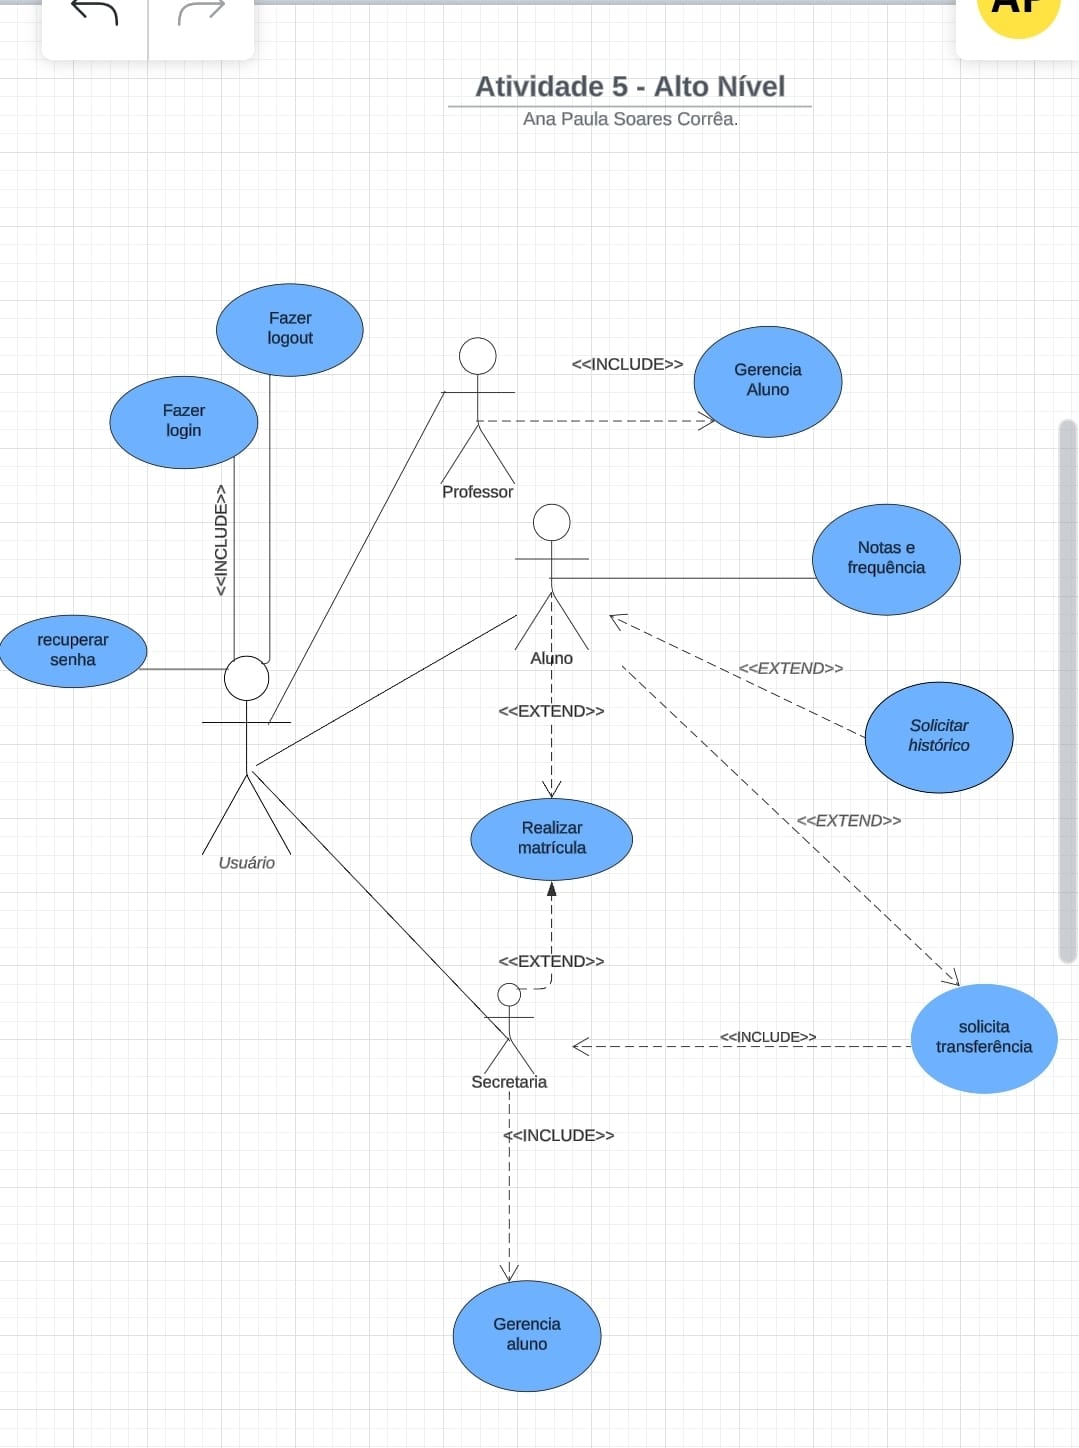 AP
Atividade 5 - Alto Nível
Ana Paula Soares Corrêa.
Fazer
logout
Fazer
login
<<INCLUDE>>
recuperar
senha
Usuário
Professor
<<INCLUDE>>
Gerencia
Aluno
Aluno
Notas e
frequência
<<EXTEND>>
Solicitar
histórico
<<EXTEND>>
Realizar
matrícula
<<EXTEND>>
<<EXTEND>>
Secretaria
<<INCLUDE>>
solicita
transferência
<<INCLUDE>>
Gerencia
aluno